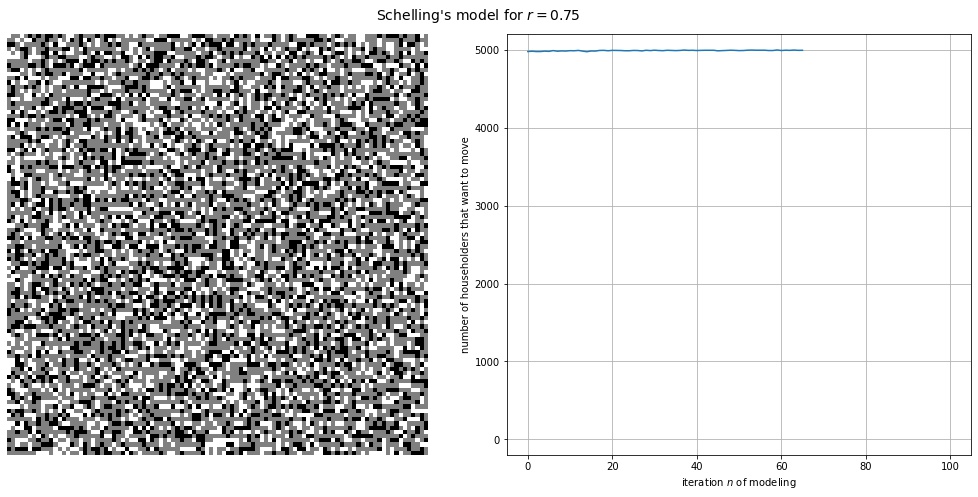 Schelling's model for r = 0.75
number of householders that want to move
5000
4000
3000
2000
1000
0
0 20 40 60 80 100
iteration n of modeling